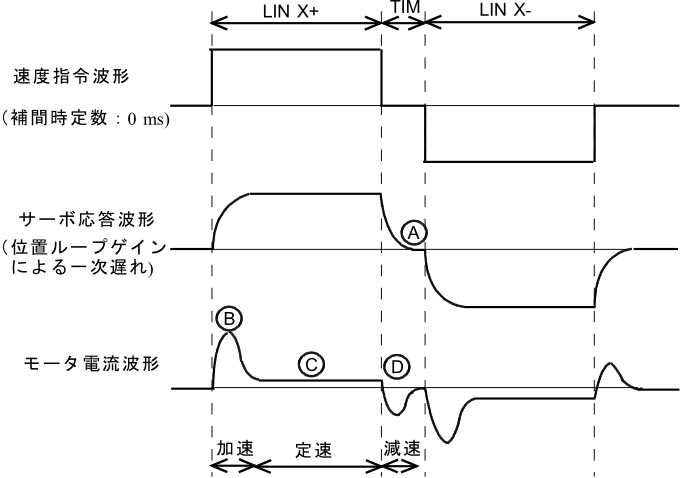 LIN X+
TIM
LIN X-
速度指令波形
(補間時定数：0 ms)
サーボ応答波形
(位置ループゲイン
による一次遅れ)
A
B
モータ電流波形
C
D
加速
定速
減速